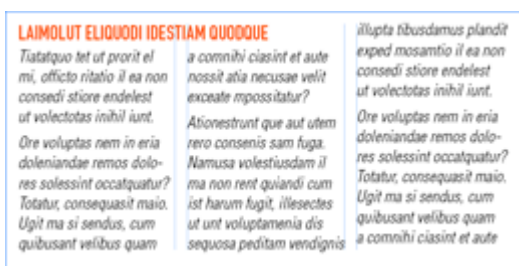 LAIMOLUT ELIQUODI IDESTIAM QUODQUE
Tiatatquo tet ut prorit el
mi, officto ritatio il ea non
consedi stiore endelest
ut volectotas inihil iunt.
Ore voluptas nem in eria
doleniandae remos dolo-
res solessint occatquatur?
Totatur, consequasit maio.
Ugit ma si sendus, cum
quibusant velibus quam
a comnihi ciasint et aute
nossit atia necusae velit
exceate mpossitatur?
Ationestrunt que aut utem
rero consenis sam fuga.
Namusa volestiusdam il
ma non rent quiandi cum
ist harum fugit, illesectes
ut unt voluptamenia dis
sequosa peditam vendignis
illupta tibusdamus plandit
exped mosamtio il ea non
consedi stiore endelest
ut volectotas inihil iunt.
Ore voluptas nem in eria
doleniandae remos dolo-
res solessint occatquatur?
Totatur, consequasit maio.
Ugit ma si sendus, cum
quibusant velibus quam
a comnihi ciasint et aute